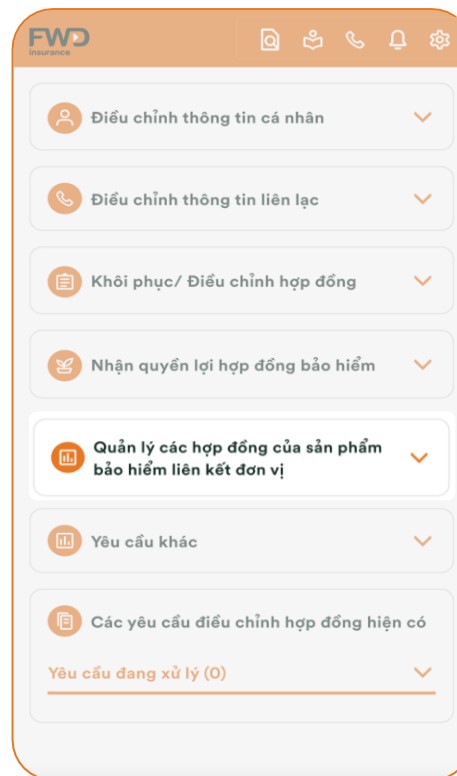 FWD
insurance
Điều chỉnh thông tin cá nhân
Điều chỉnh thông tin liên lạc
Khôi phục/ Điều chỉnh hợp đồng
Nhận quyền lợi hợp đồng bảo hiểm
Quản lý các hợp đồng của sản phẩm
bảo hiểm liên kết đơn vị
Yêu cầu khác
Các yêu cầu điều chỉnh hợp đồng hiện có
Yêu cầu đang xử lý (0)